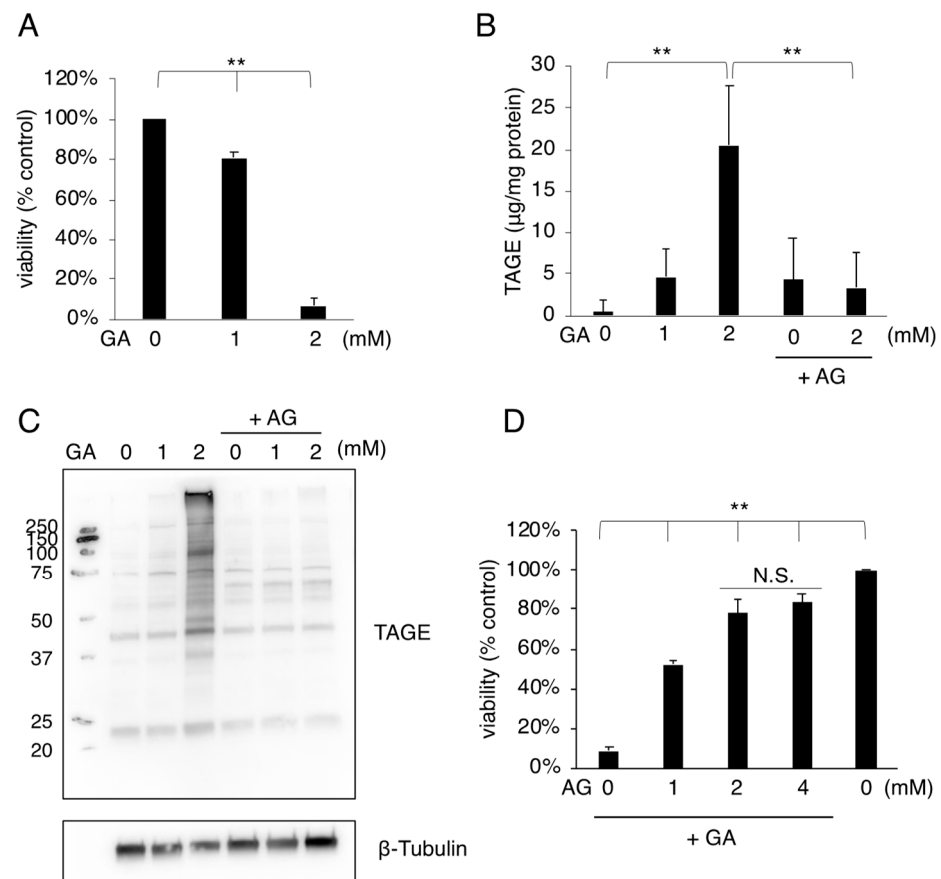 A
**
120%
100%
80%
60%
40%
20%
0%
viability (% control)
GA 0 1 2 (mM)
B
** **
30
25
20
15
10
5
0
TAGE (µg/mg protein)
GA 0 1 2 0 2 (mM)
+ AG
C
+ AG
GA 0 1 2 0 1 2 (mM)
250
150
100
75
50
37
25
20
TAGE
β-Tubulin
D
**
120%
100%
80%
60%
40%
20%
0%
N.S.
viability (% control)
AG 0 1 2 4 0 (mM)
+ GA